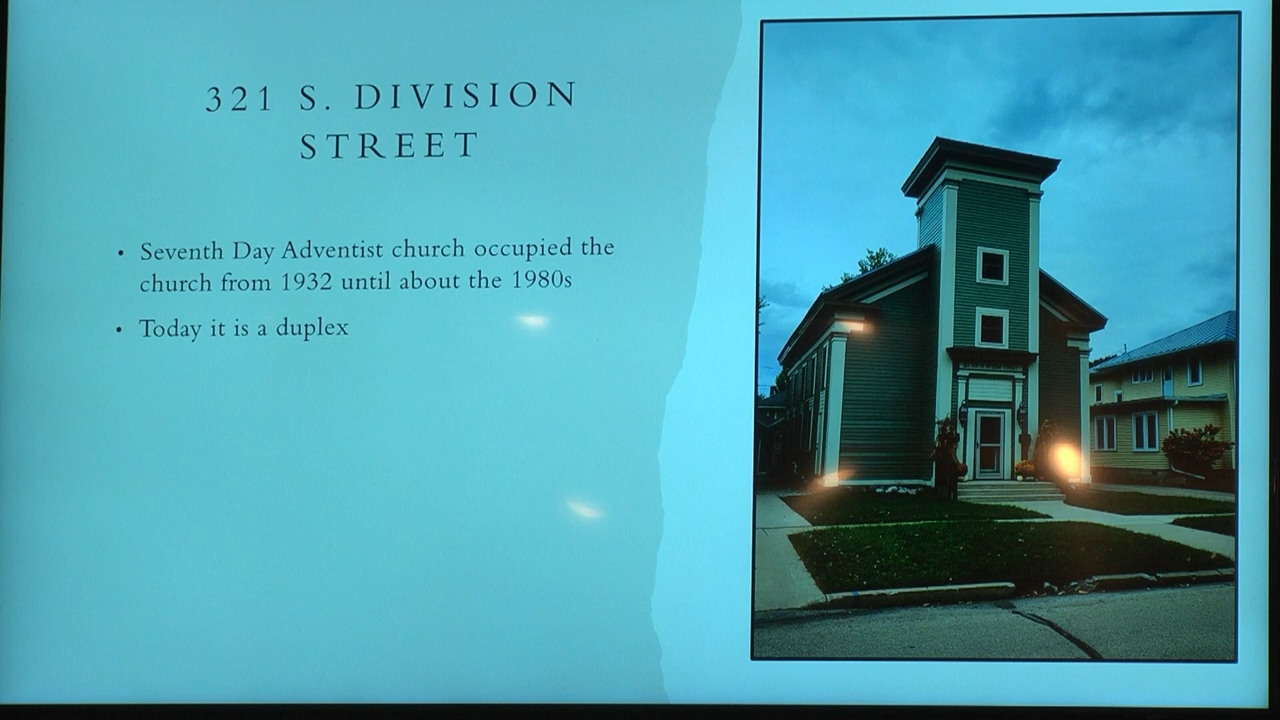 321 S. DIVISION
STREET
• Seventh Day Adventist church occupied the
church from 1932 until about the 1980s
• Today it is a duplex